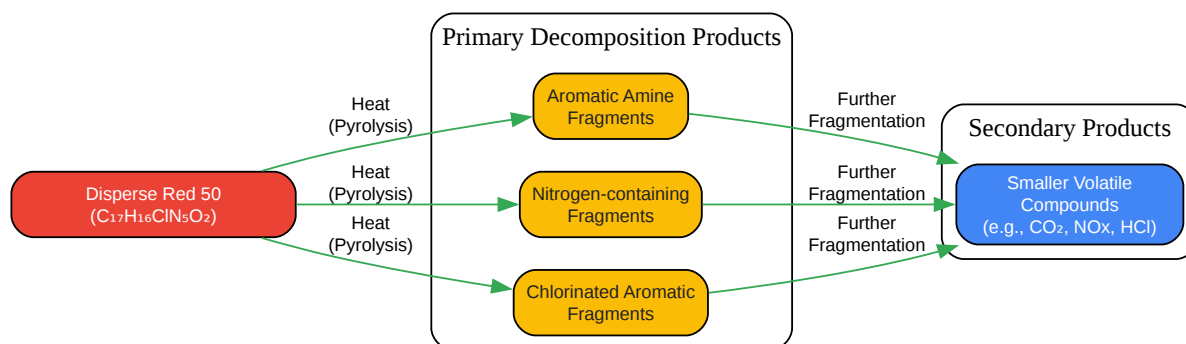 Primary Decomposition Products
Heat
(Pyrolysis)
Aromatic Amine
Fragments
Further
Fragmentation
Secondary Products
Disperse Red 50
(C₁₇H₁₆ClN₅O₂)
Heat
(Pyrolysis)
Nitrogen-containing
Fragments
Further
Fragmentation
Smaller Volatile
Compounds
(e.g., CO₂, NOx, HCl)
Heat
(Pyrolysis)
Chlorinated Aromatic
Fragments
Further
Fragmentation